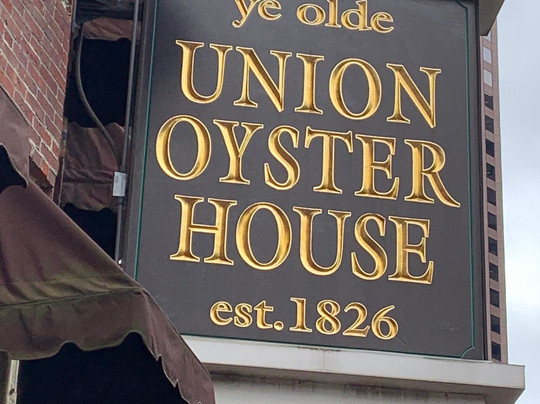 ye olde
UNION
OYSTER
HOUSE
est. 1826